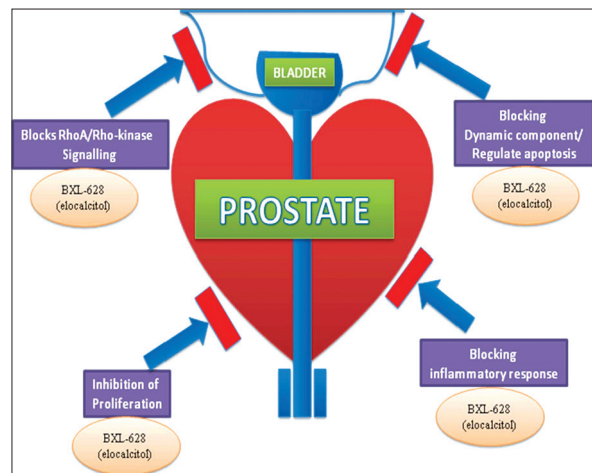 BLADDER
Blocks RhoA/Rho-kinase
Signalling
BXL-628
(elocalcitol)
Blocking
Dynamic component/
Regulate apoptosis
BXL-628
(elocalcitol)
PROSTATE
Inhibition of
Proliferation
BXL-628
(elocalcitol)
Blocking
inflammatory response
BXL-628
(elocalcitol)